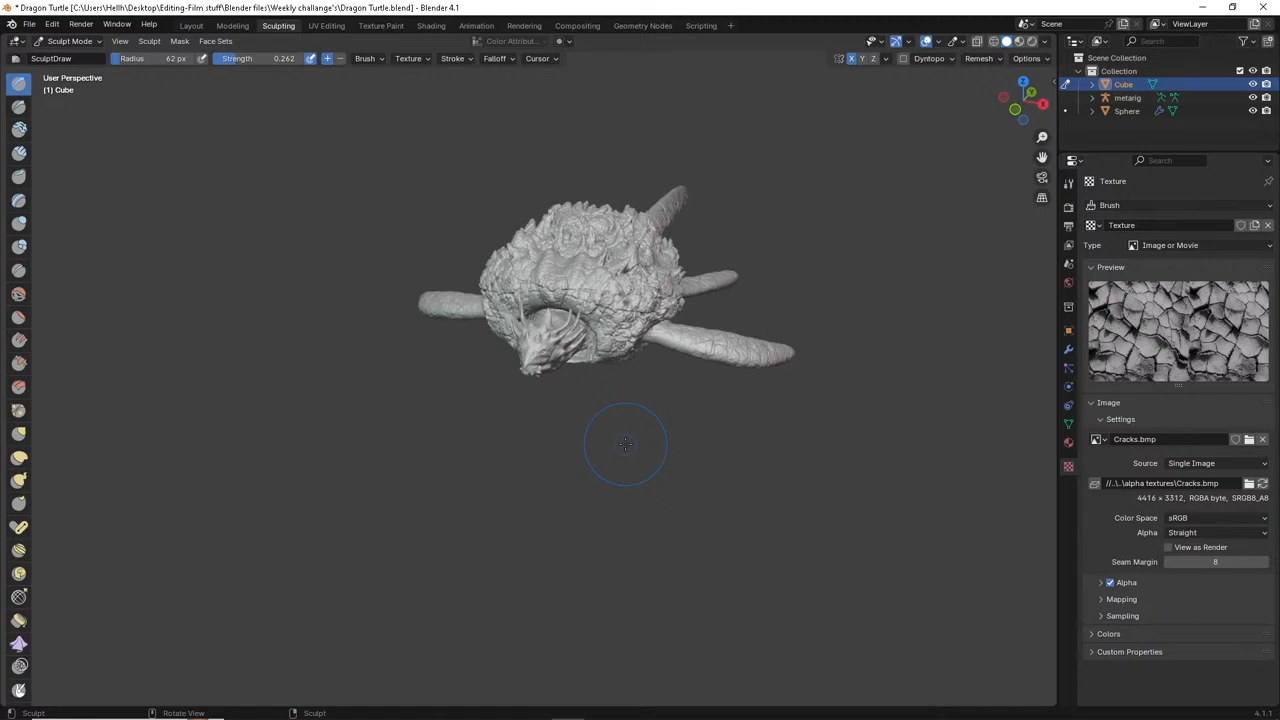 * Dragon Turtle [C:\Users\Hellh\Desktop\Editing-Film stuff\Blender files\Weekly challange's\Dragon Turtle.blend] - Blender 4.1
File Edit Render Window Help Layout Modeling Sculpting UV Editing Texture Paint Shading Animation Rendering Compositing Geometry Nodes Scripting + Scene ViewLayer
Sculpt Mode View Sculpt Mask Face Sets Color Attribut... Search
SculptDraw Radius 62 px Strength 0.262 Brush Texture Stroke Falloff Cursor X Y Z Dyntopo Remesh Options
Scene Collection
Collection
User Perspective
(1) Cube
Cube
metarig
Sphere
Z
Y
X
Search
Texture
Brush
Texture
Type Image or Movie
Preview
Image
Settings
Cracks.bmp
Source Single Image
//..\..\alpha textures\Cracks.bmp
4416 × 3312, RGBA byte, SRGB8_A8
Color Space sRGB
Alpha Straight
View as Render
Seam Margin 8
Alpha
Mapping
Sampling
Colors
Custom Properties
Sculpt Rotate View Sculpt 4.1.1